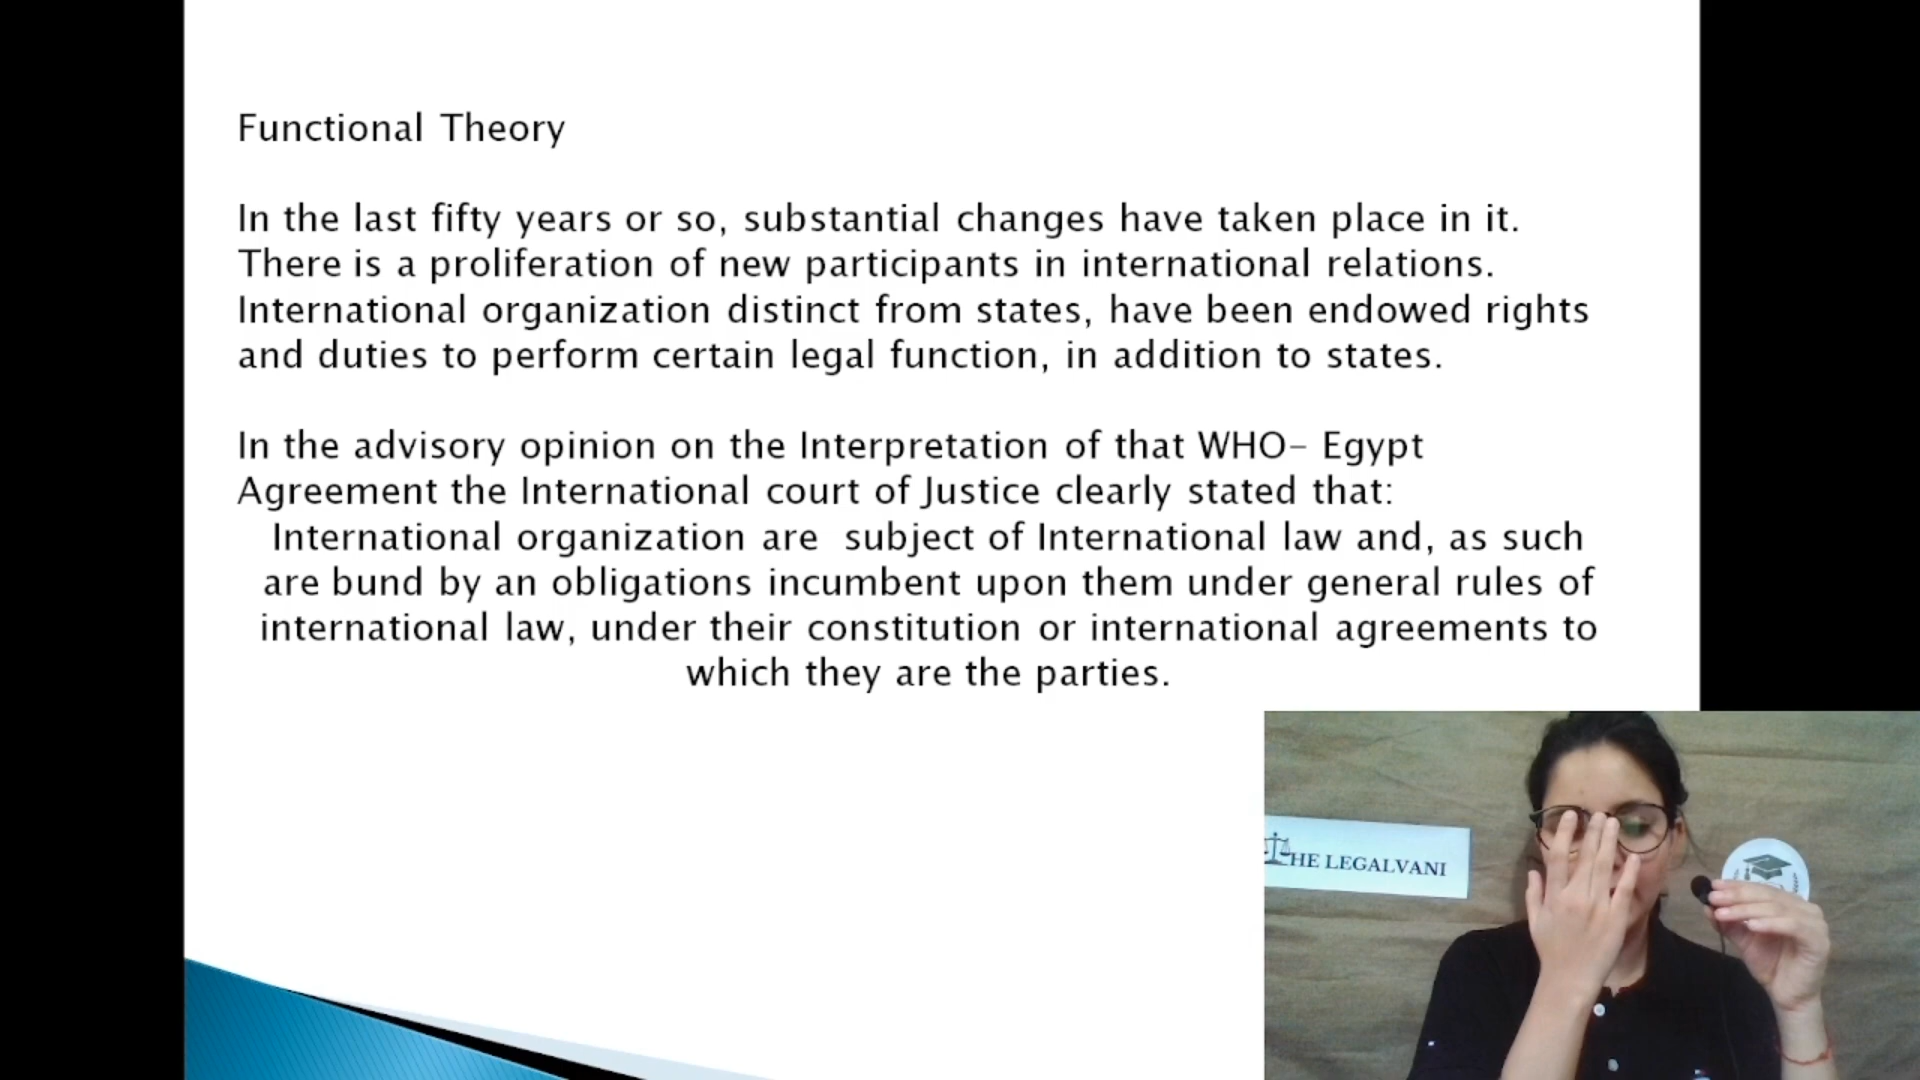 Functional Theory
In the last fifty years or so, substantial changes have taken place in it.
There is a proliferation of new participants in international relations.
International organization distinct from states, have been endowed rights
and duties to perform certain legal function, in addition to states.
In the advisory opinion on the Interpretation of that WHO- Egypt
Agreement the International court of Justice clearly stated that:
International organization are subject of International law and, as such
are bund by an obligations incumbent upon them under general rules of
international law, under their constitution or international agreements to
which they are the parties.
HE LEGALVANI